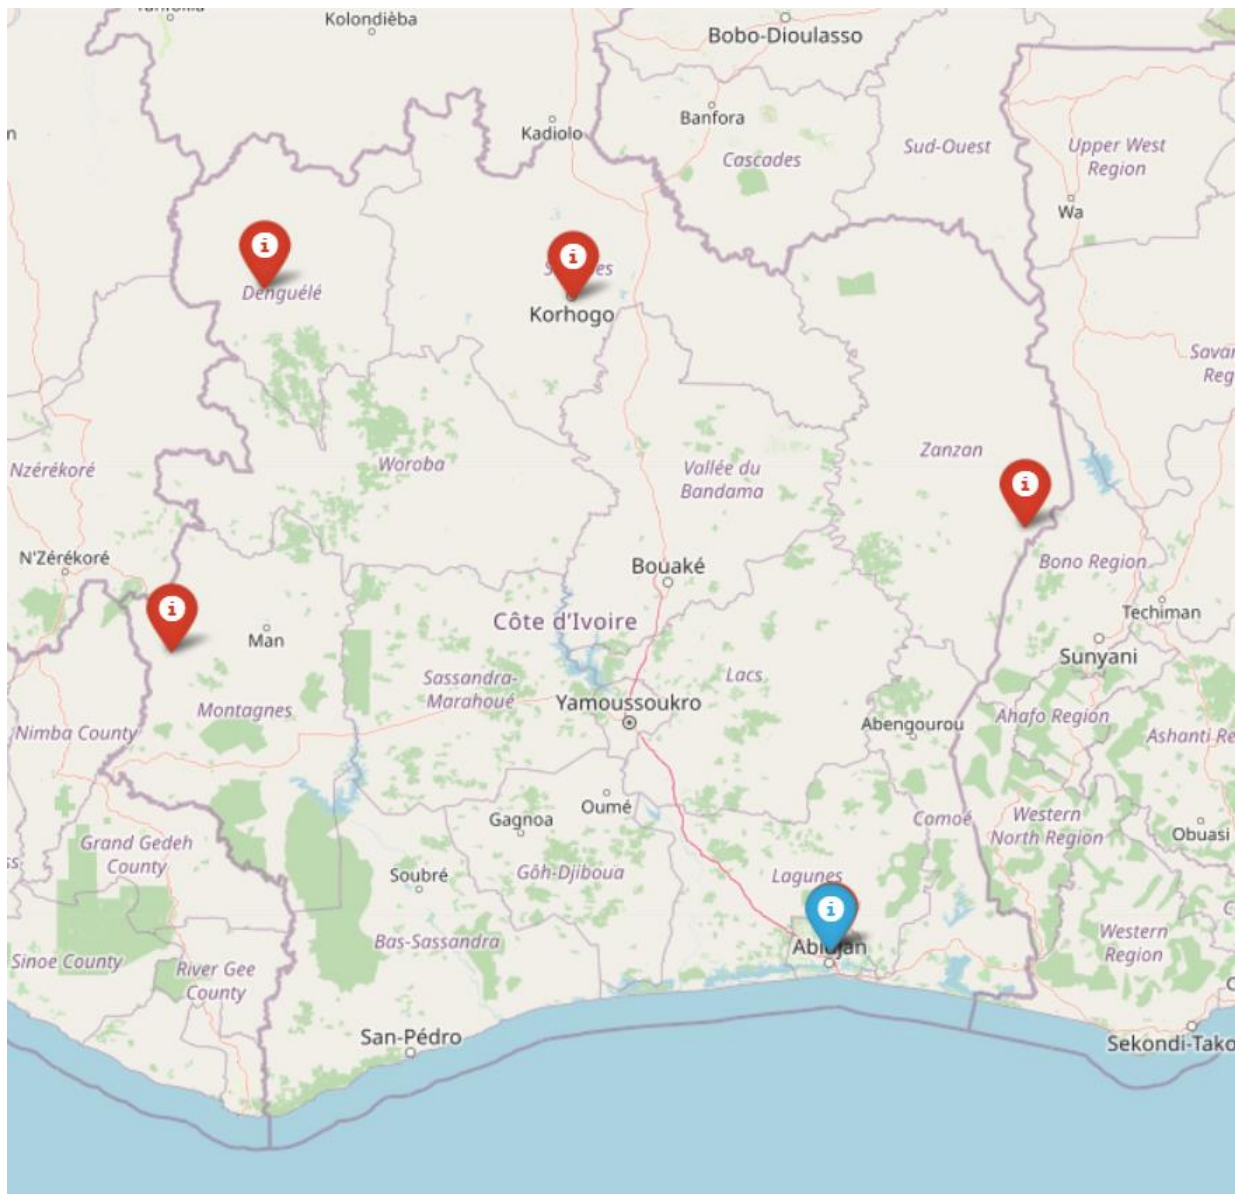 Kolondièba
Bobo-Dioulasso
Banfora
Kadiolo
Cascades
Sud-Ouest
Upper West
Region
Wa
Denguélé
Korhogo
Savan
Reg
Nzérékoré
Woroba
Vallée du
Bandama
Zanzan
N'Zérékoré
Bouaké
Bono Region
Techiman
Côte d'Ivoire
Man
Sunyani
Sassandra-
Marahoué
Lacs
Yamoussoukro
Montagnes
Nimba County
Abengourou
Ahafo Region
Ashanti Re
Oumé
Gagnoa
Comoé
Western
North Region
Obuasi
Grand Gedeh
County
Soubré
Gôh-Djiboua
Lagunes
Abidjan
Bas-Sassandra
Western
Region
Sinoe County
River Gee
County
San-Pédro
Sekondi-Tako